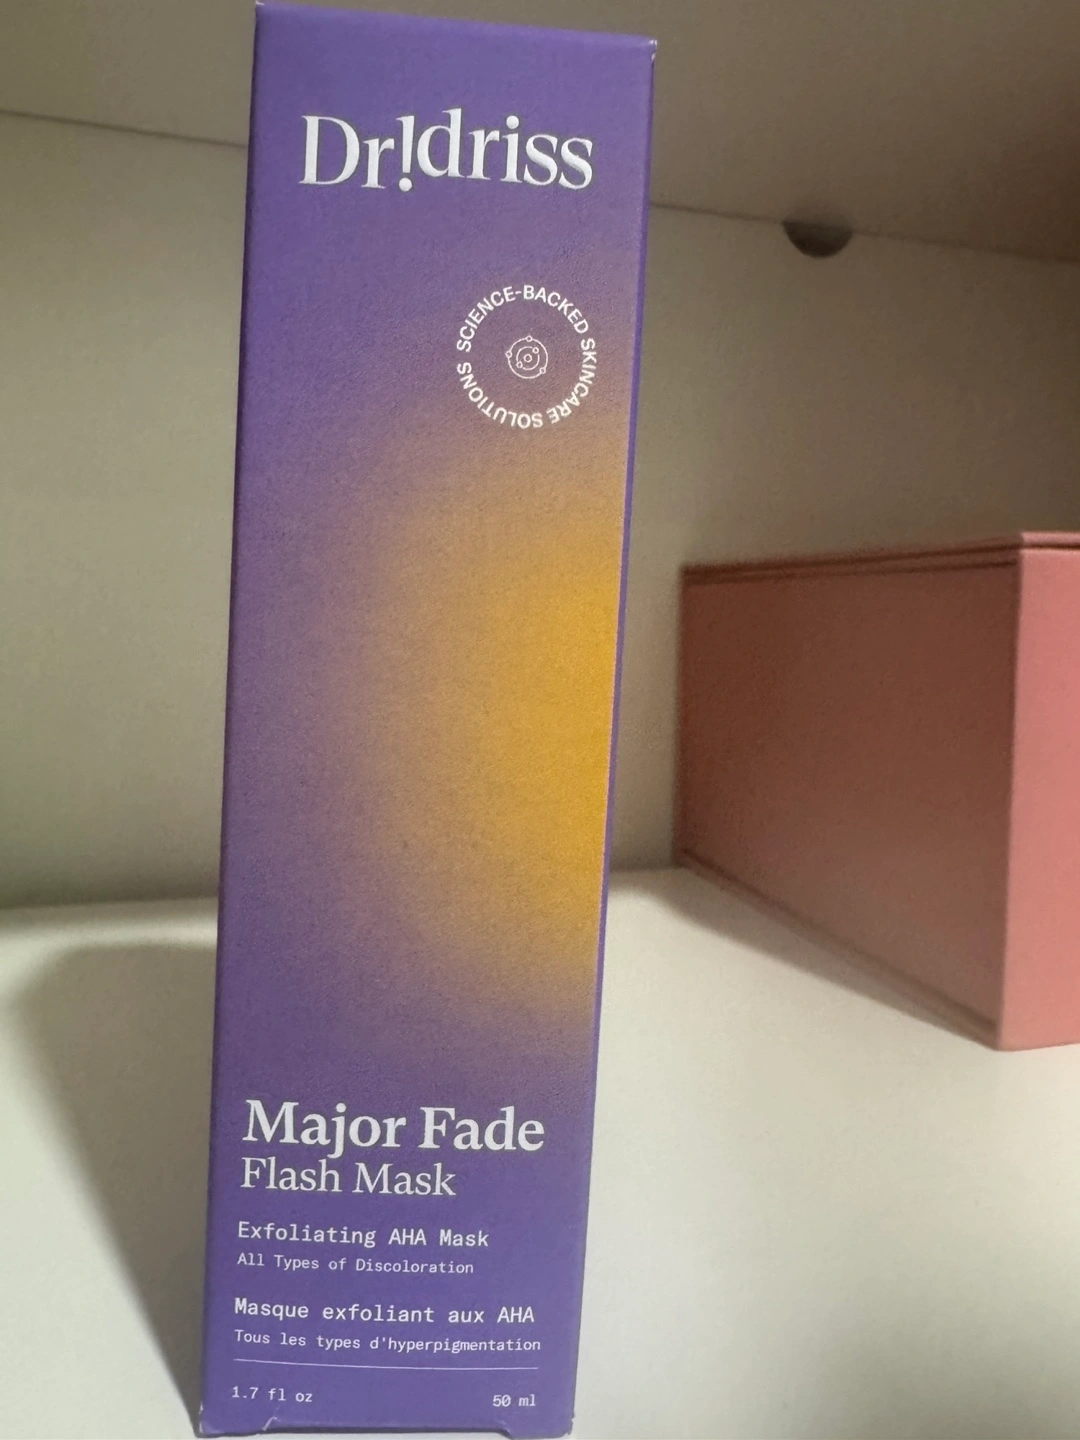 Dr!driss
SCIENCE-BACKED SKINCARE SOLUTIONS
Major Fade
Flash Mask
Exfoliating AHA Mask
All Types of Discoloration
Masque exfoliant aux AHA
Tous les types d'hyperpigmentation
1.7 fl oz
50 ml